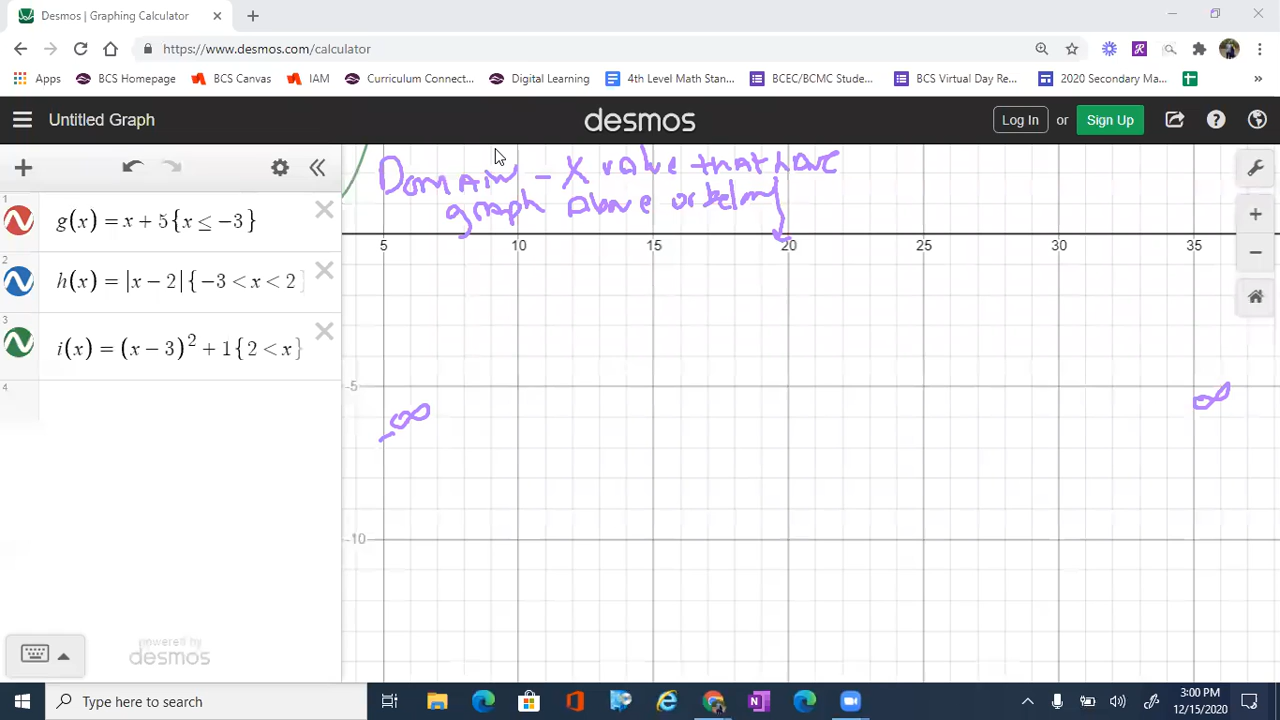 Desmos | Graphing Calculator
https://www.desmos.com/calculator
Apps BCS Homepage BCS Canvas IAM Curriculum Connect... Digital Learning 4th Level Math Stan... BCEC/BCMC Stude... BCS Virtual Day Re... 2020 Secondary Ma... »
Untitled Graph desmos Log In or Sign Up
Domain - X value that have
graph above or below
5 10 15 20 25 30 35
1 g(x) = x + 5{x ≤ −3}
2 h(x) = |x − 2|{−3 < x < 2
3 i(x) = (x − 3)² + 1{2 < x}
4
-5
-∞ ∞
-10
powered by
desmos
Type here to search
3:00 PM
12/15/2020